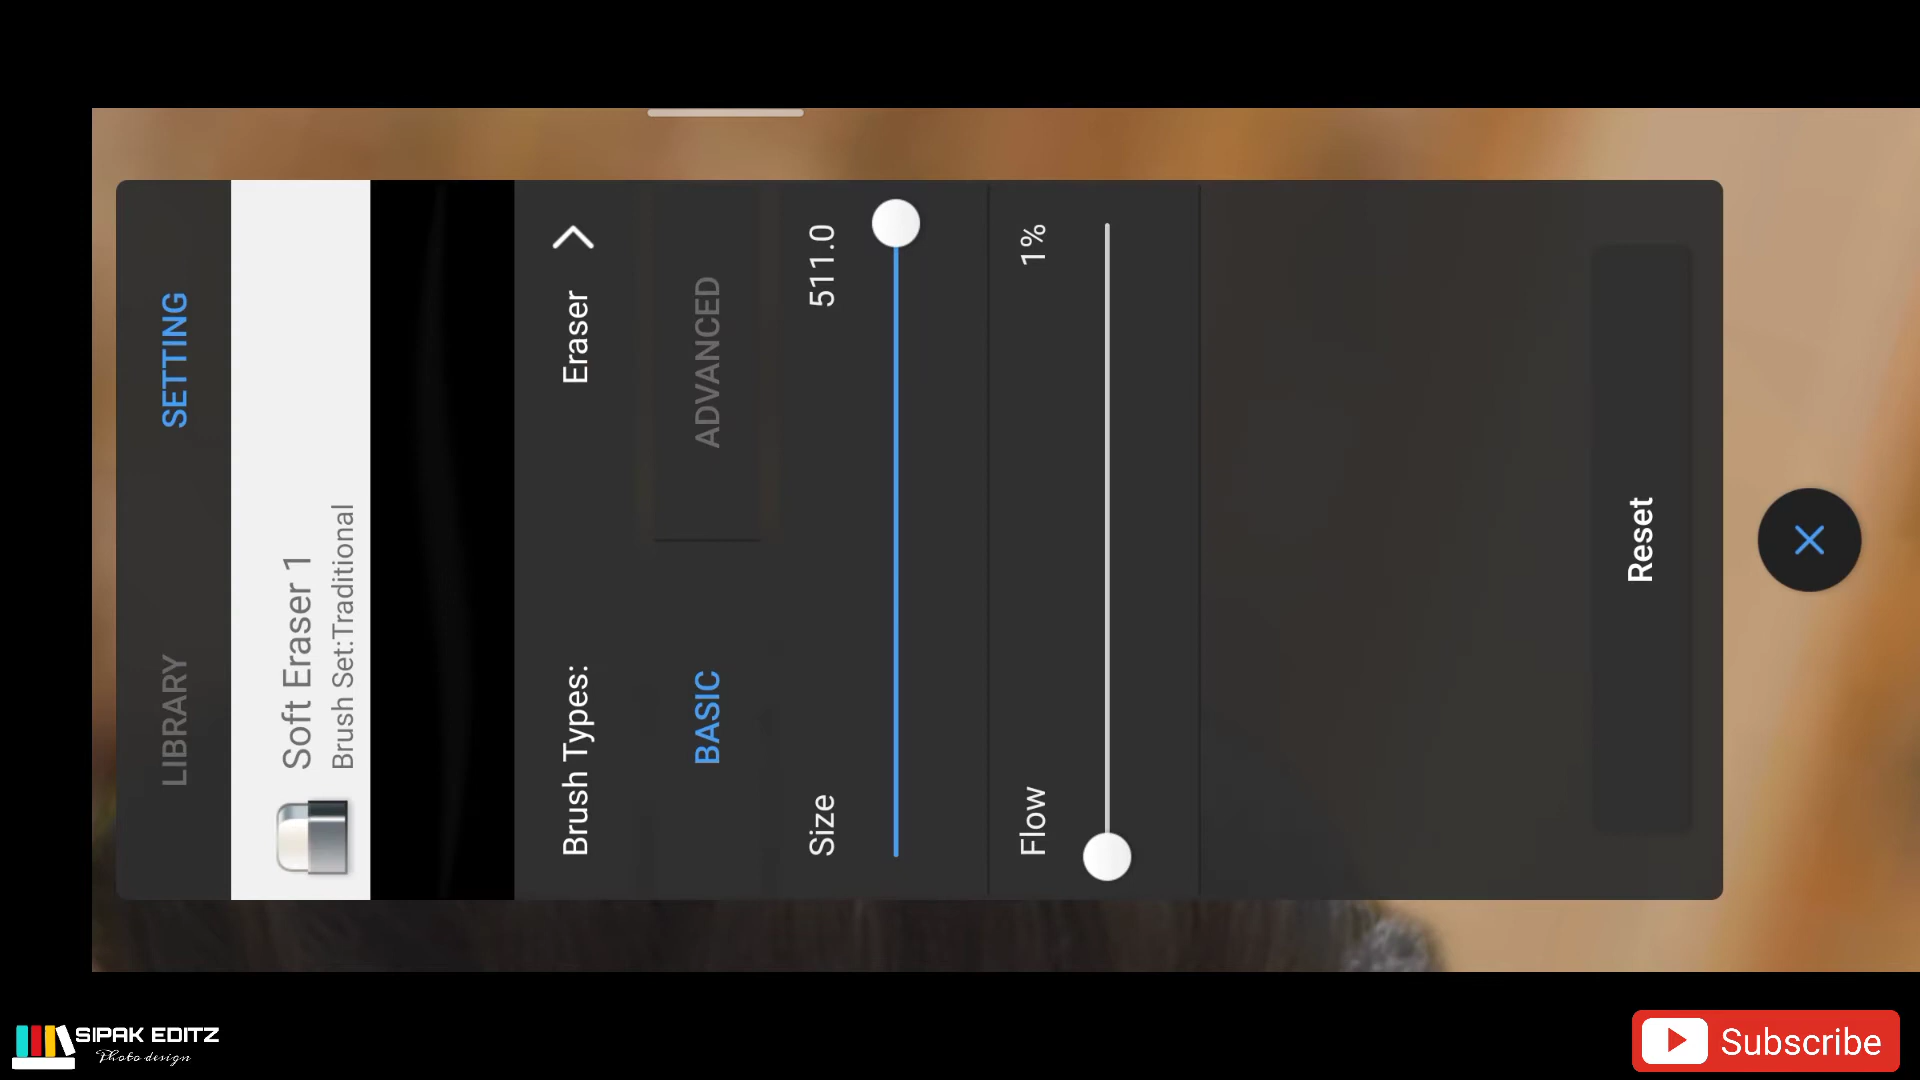 LIBRARY
SETTING
Soft Eraser 1
Brush Set:Traditional
Brush Types:
Eraser
BASIC
ADVANCED
Size
511.0
Flow
1%
Reset
SIPAK EDITZ
Photo design
Subscribe